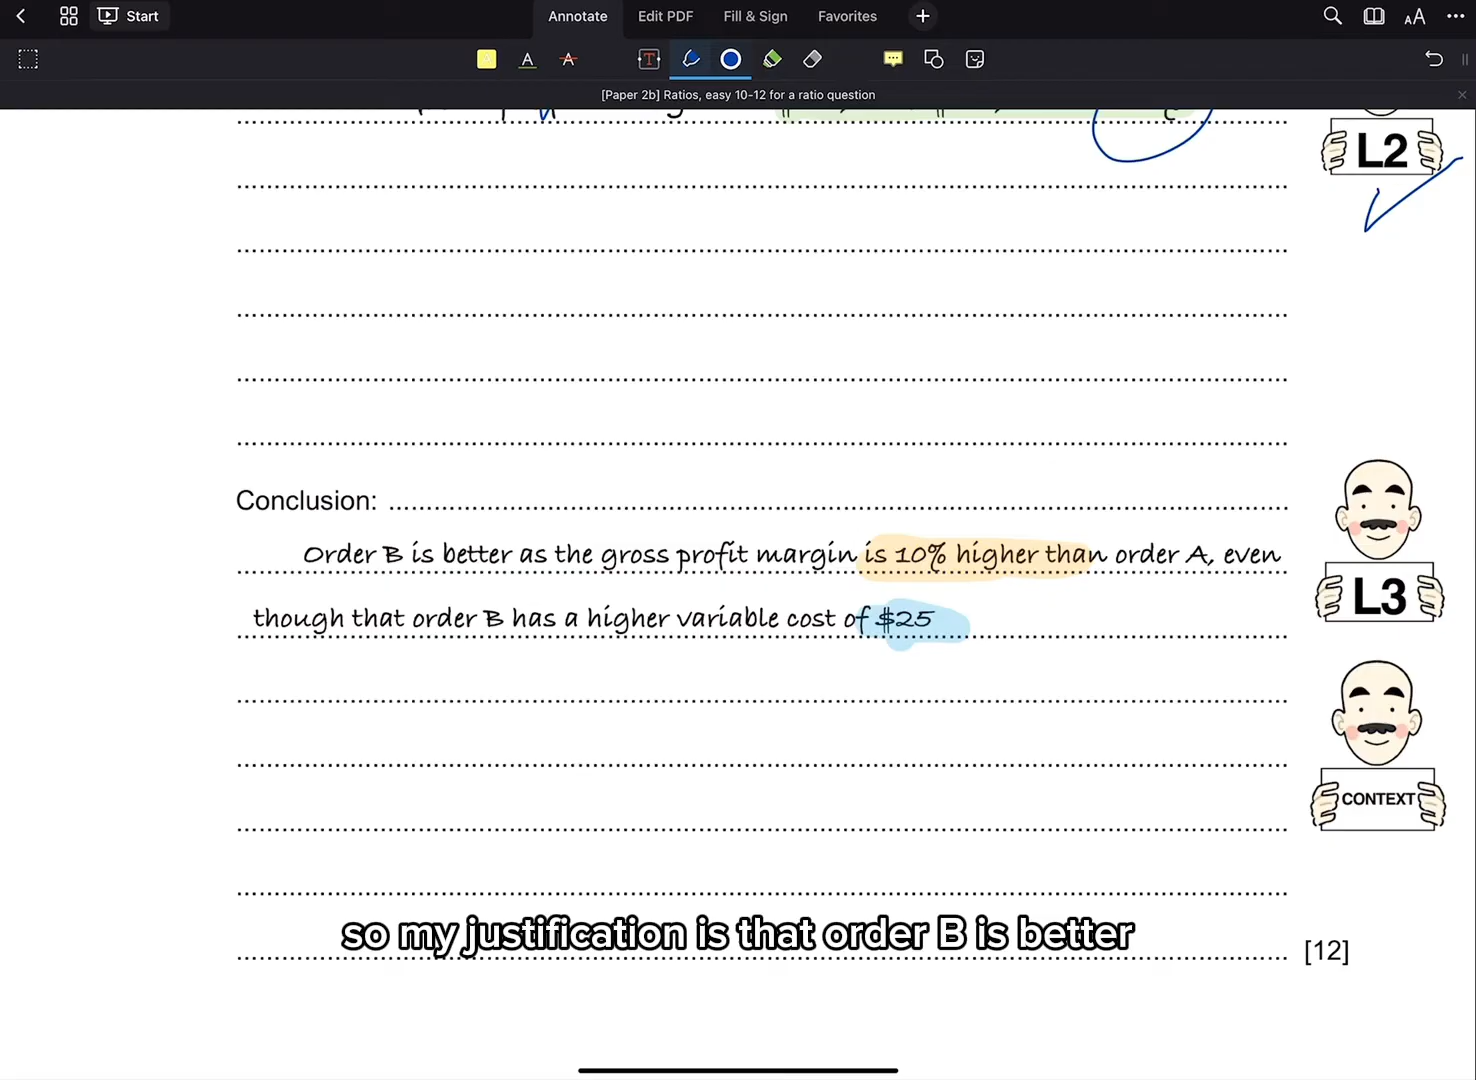 Start
Annotate
Edit PDF
Fill & Sign
Favorites
[Paper 2b] Ratios, easy 10-12 for a ratio question
L2
Conclusion:
Order B is better as the gross profit margin is 10% higher than order A, even
though that order B has a higher variable cost of $25
L3
CONTEXT
so my justification is that order B is better
[12]